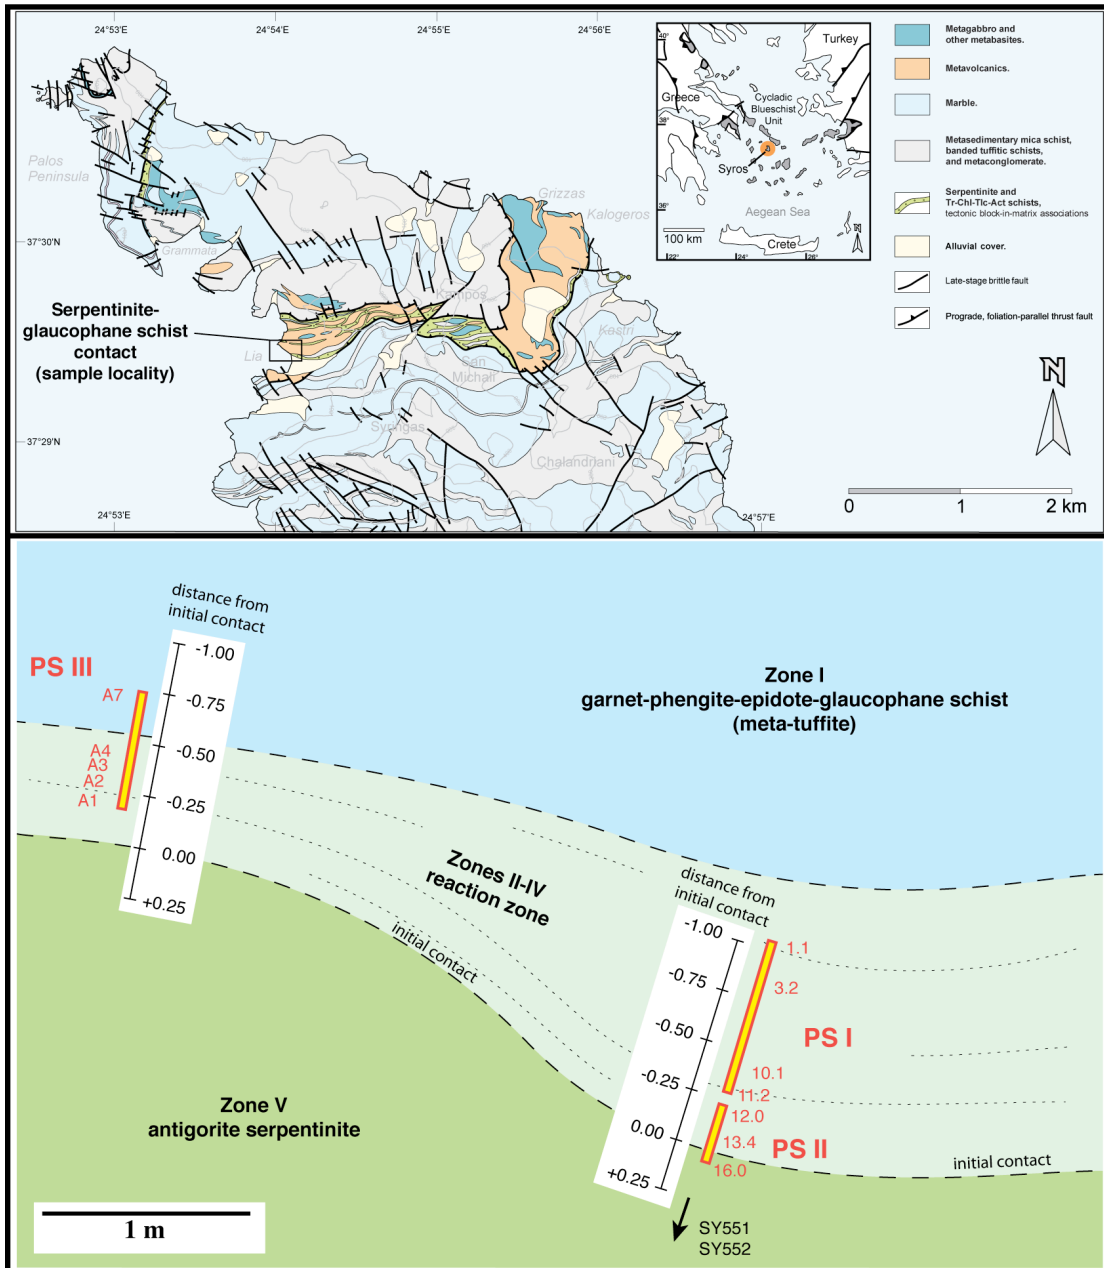 24°53'E
24°54'E
24°55'E
24°56'E
Palos
Peninsula
Grizzas
Kalogeros
37°30'N
Grammata
Kampos
Serpentinite-
glaucophane schist
contact
(sample locality)
Lia
Kastri
San
Michali
37°29'N
Syringas
Chalandriani
24°53'E
24°57'E
40°
38°
36°
22°
24°
26°
Turkey
Greece
Cycladic
Blueschist
Unit
Syros
Aegean Sea
100 km
Crete
N
Metagabbro and
other metabasites.
Metavolcanics.
Marble.
Metasedimentary mica schist,
banded tuffitic schists,
and metaconglomerate.
Serpentinite and
Tr-Chl-Tlc-Act schists,
tectonic block-in-matrix associations
Alluvial cover.
Late-stage brittle fault
Prograde, foliation-parallel thrust fault
N
0
1
2 km
distance from
initial contact
-1.00
-0.75
-0.50
-0.25
0.00
+0.25
PS III
A7
A4
A3
A2
A1
Zone I
garnet-phengite-epidote-glaucophane schist
(meta-tuffite)
Zones II-IV
reaction zone
initial contact
distance from
initial contact
-1.00
-0.75
-0.50
-0.25
0.00
+0.25
1.1
3.2
PS I
10.1
11.2
12.0
13.4
PS II
16.0
initial contact
Zone V
antigorite serpentinite
1 m
SY551
SY552